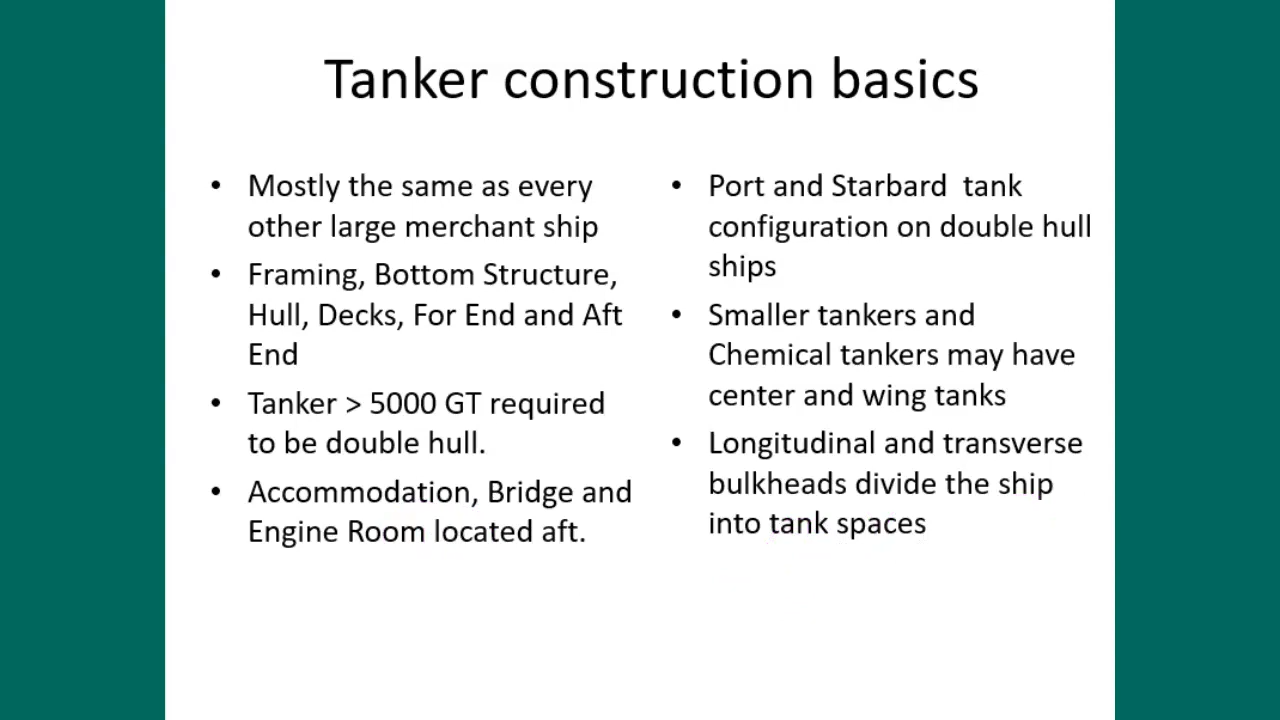 Tanker construction basics
• Mostly the same as every
other large merchant ship
• Framing, Bottom Structure,
Hull, Decks, For End and Aft
End
• Tanker > 5000 GT required
to be double hull.
• Accommodation, Bridge and
Engine Room located aft.
• Port and Starbard  tank
configuration on double hull
ships
• Smaller tankers and
Chemical tankers may have
center and wing tanks
• Longitudinal and transverse
bulkheads divide the ship
into tank spaces